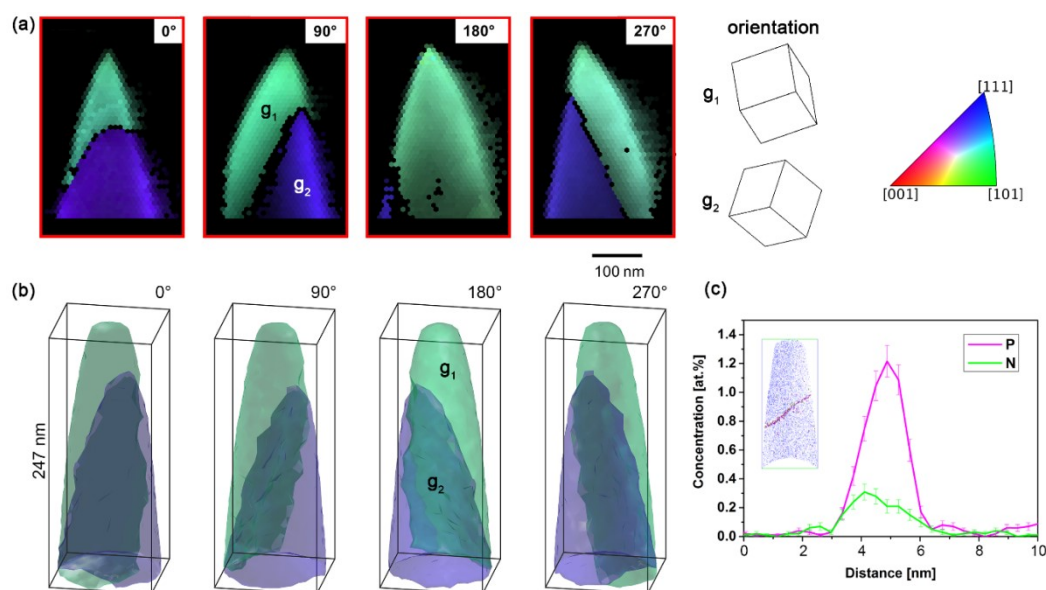 (a)
0°
90°
180°
270°
g1
g2
orientation
g1
g2
[111]
[001]
[101]
100 nm
(b)
0°
90°
180°
270°
247 nm
g1
g2
(c)
P
N
Concentration [at.%]
1.4
1.2
1.0
0.8
0.6
0.4
0.2
0.0
0 2 4 6 8 10
Distance [nm]